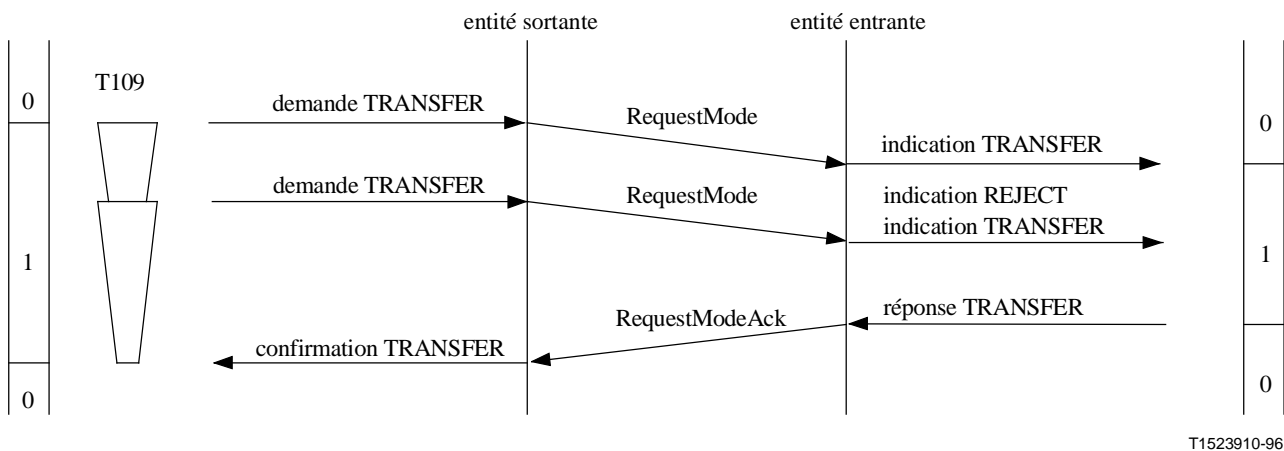 entité sortante entité entrante
T109
0 demande TRANSFER RequestMode 0
indication TRANSFER
demande TRANSFER RequestMode indication REJECT
indication TRANSFER
1 1
RequestModeAck réponse TRANSFER
confirmation TRANSFER
0 0
T1523910-96